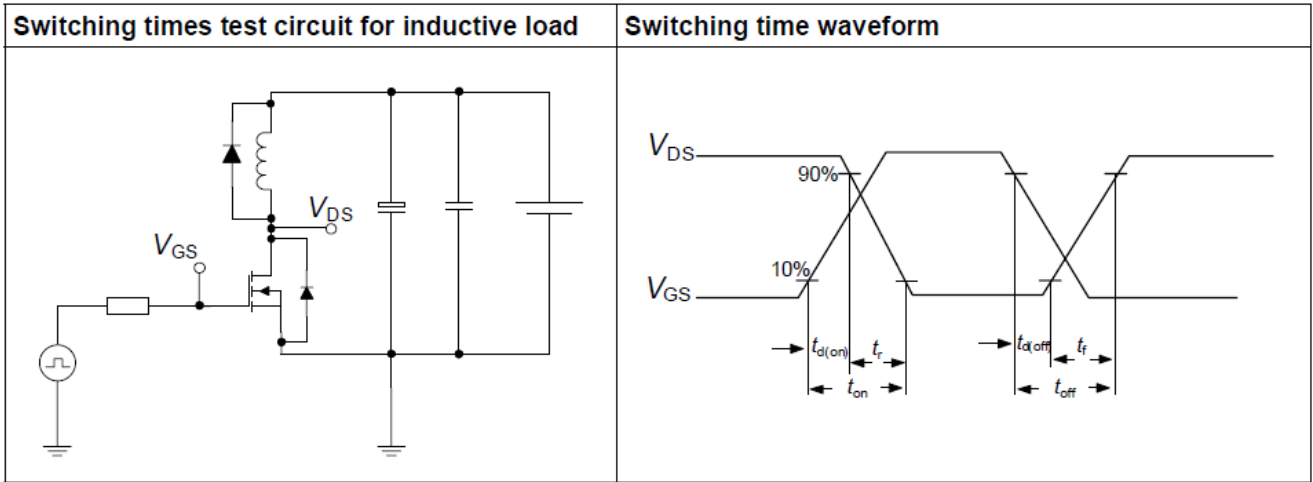 Switching times test circuit for inductive load
Switching time waveform
VDS
VGS
VDS
90%
10%
VGS
td(on)
tr
td(off)
tf
ton
toff